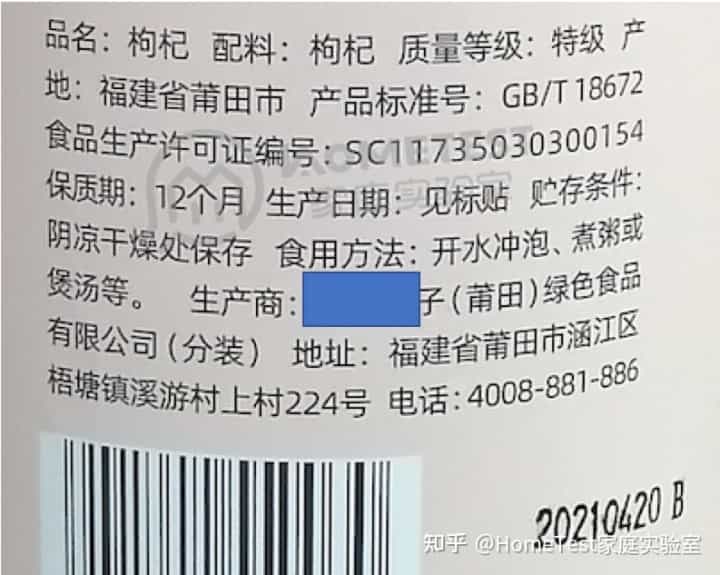 品名：枸杞 配料：枸杞 质量等级：特级 产
地：福建省莆田市 产品标准号：GB/T 18672
食品生产许可证编号：SC11735030300154
保质期：12个月 生产日期：见标贴 贮存条件：
阴凉干燥处保存 食用方法：开水冲泡、煮粥或
煲汤等。 生产商： 子（莆田）绿色食品
有限公司（分装） 地址：福建省莆田市涵江区
梧塘镇溪游村上村224号 电话：4008-881-886
HOMETEST
家庭实验室
20210420 B
知乎 @HomeTest家庭实验室